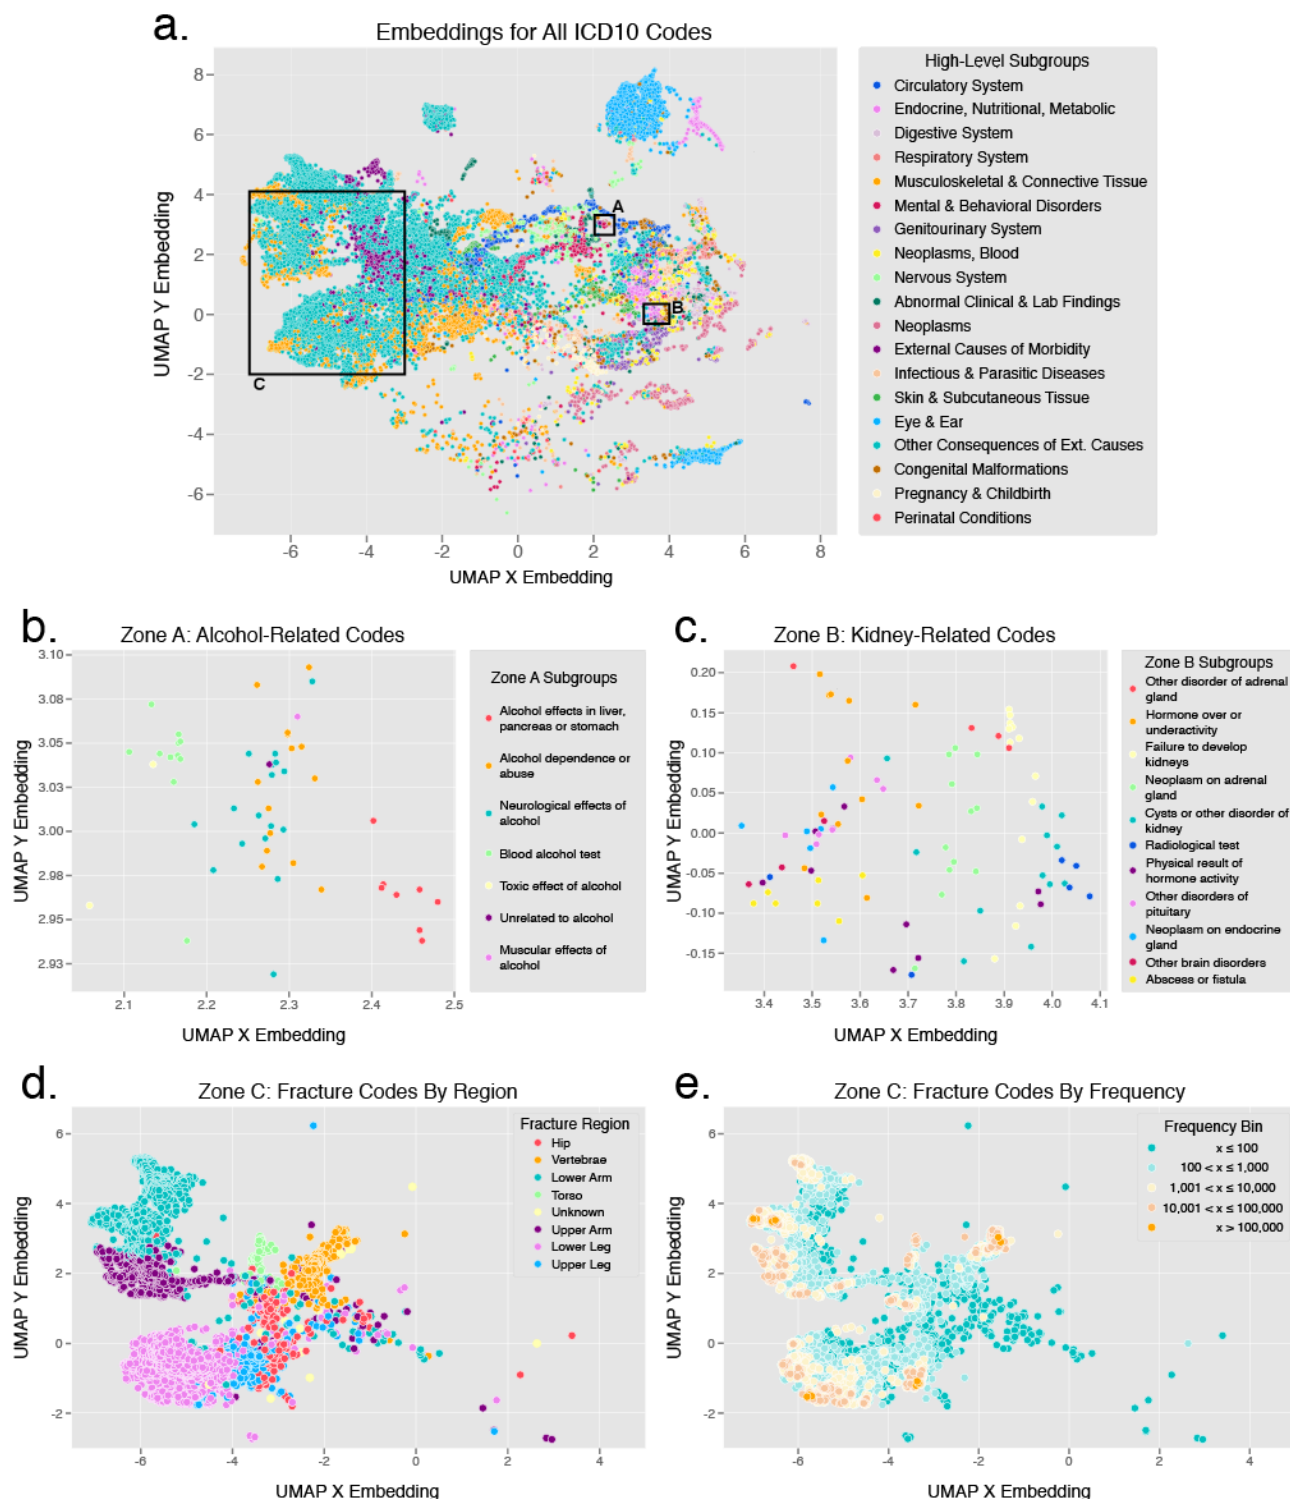 a.
Embeddings for All ICD10 Codes
UMAP Y Embedding
8
6
4
2
0
-2
-4
-6
-6
-4
-2
0
2
4
6
8
UMAP X Embedding
A
B
C
High-Level Subgroups
Circulatory System
Endocrine, Nutritional, Metabolic
Digestive System
Respiratory System
Musculoskeletal & Connective Tissue
Mental & Behavioral Disorders
Genitourinary System
Neoplasms, Blood
Nervous System
Abnormal Clinical & Lab Findings
Neoplasms
External Causes of Morbidity
Infectious & Parasitic Diseases
Skin & Subcutaneous Tissue
Eye & Ear
Other Consequences of Ext. Causes
Congenital Malformations
Pregnancy & Childbirth
Perinatal Conditions
b.
Zone A: Alcohol-Related Codes
UMAP Y Embedding
3.10
3.08
3.05
3.03
3.00
2.98
2.95
2.93
2.1
2.2
2.3
2.4
2.5
UMAP X Embedding
Zone A Subgroups
Alcohol effects in liver,
pancreas or stomach
Alcohol dependence or
abuse
Neurological effects of
alcohol
Blood alcohol test
Toxic effect of alcohol
Unrelated to alcohol
Muscular effects of
alcohol
c.
Zone B: Kidney-Related Codes
UMAP Y Embedding
0.20
0.15
0.10
0.05
0.00
-0.05
-0.10
-0.15
3.4
3.5
3.6
3.7
3.8
3.9
4.0
4.1
UMAP X Embedding
Zone B Subgroups
Other disorder of adrenal
gland
Hormone over or
underactivity
Failure to develop
kidneys
Neoplasm on adrenal
gland
Cysts or other disorder of
kidney
Radiological test
Physical result of
hormone activity
Other disorders of
pituitary
Neoplasm on endocrine
gland
Other brain disorders
Abscess or fistula
d.
Zone C: Fracture Codes By Region
UMAP Y Embedding
6
4
2
0
-2
-6
-4
-2
0
2
4
UMAP X Embedding
Fracture Region
Hip
Vertebrae
Lower Arm
Torso
Unknown
Upper Arm
Lower Leg
Upper Leg
e.
Zone C: Fracture Codes By Frequency
UMAP Y Embedding
6
4
2
0
-2
-6
-4
-2
0
2
4
UMAP X Embedding
Frequency Bin
x ≤ 100
100 < x ≤ 1,000
1,001 < x ≤ 10,000
10,001 < x ≤ 100,000
x > 100,000